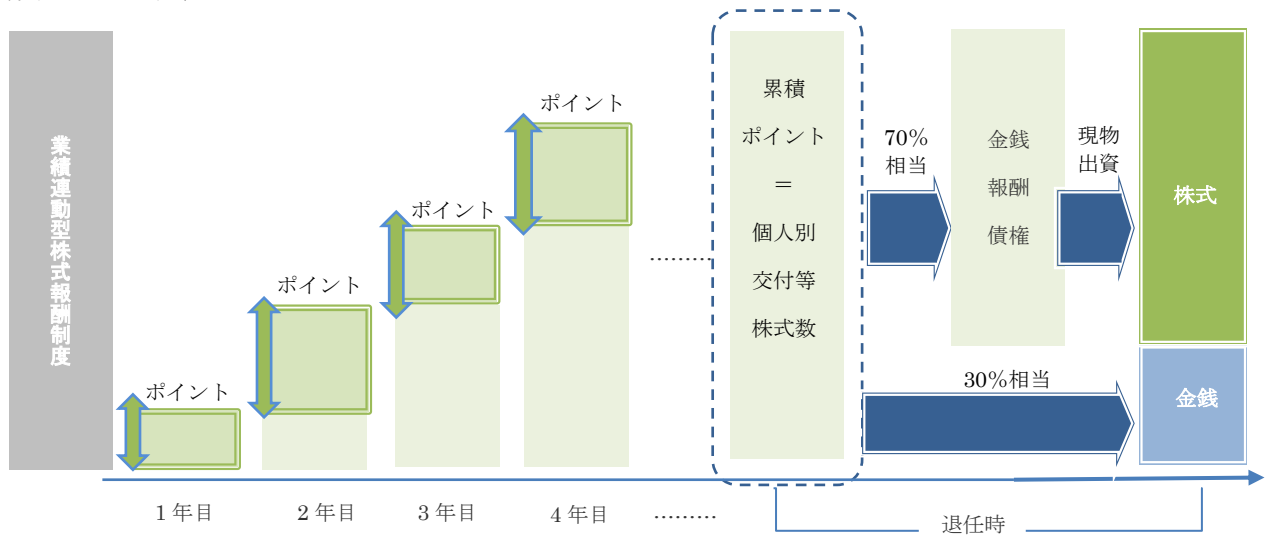 業績連動型株式報酬制度
ポイント
ポイント
ポイント
ポイント
………
累積
ポイント
＝
個人別
交付等
株式数
70%
相当
金銭
報酬
債権
現物
出資
株式
30%相当
金銭
1 年目
2 年目
3 年目
4 年目
………
退任時